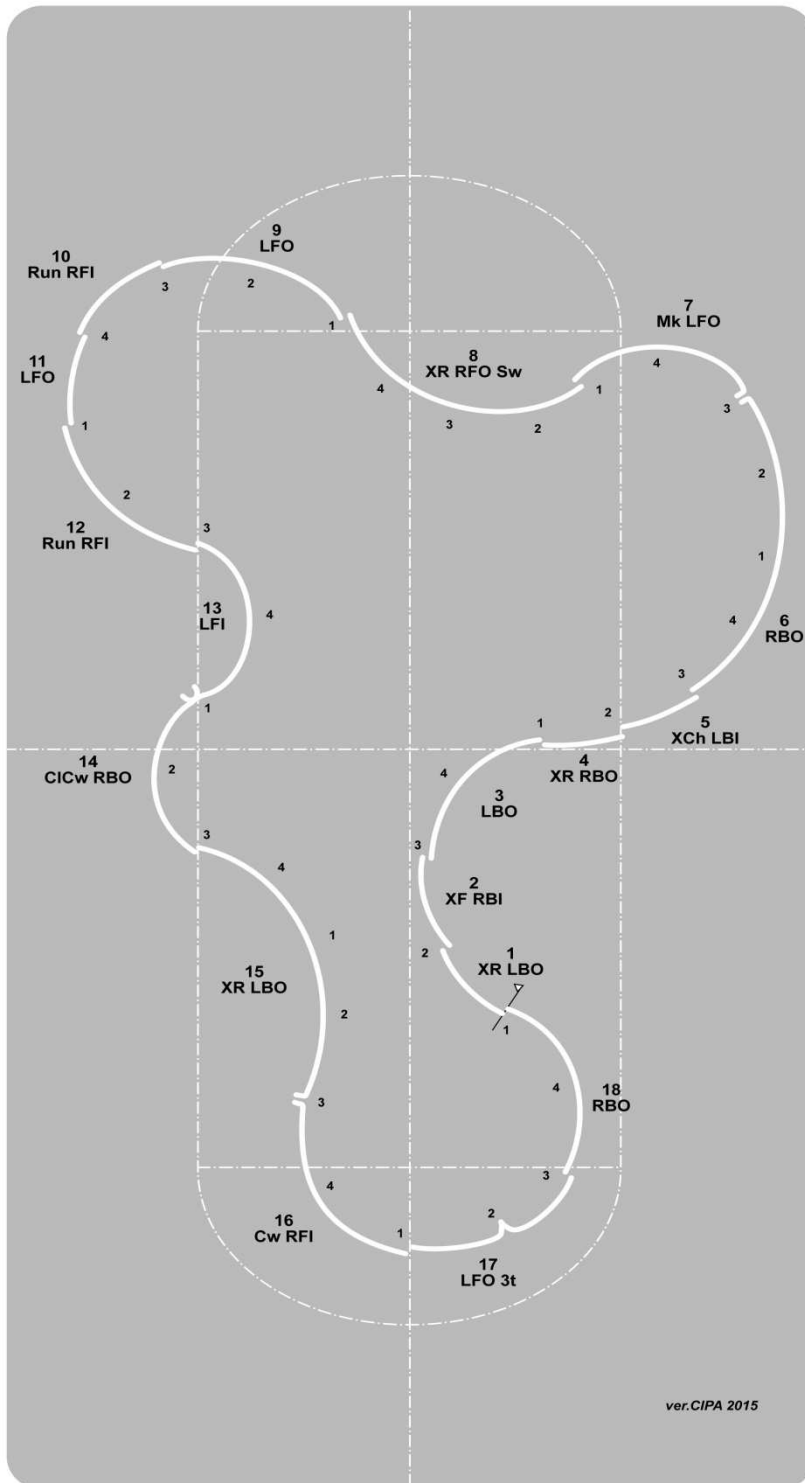 9
LFO
10
Run RFI
3
2
7
Mk LFO
1
4
11
LFO
4
8
XR RFO Sw
4
1
3
1
3
2
2
2
12
Run RFI
3
1
13
LFI
4
4
6
RBO
3
1
2
1
5
XCh LBI
14
ClCw RBO
2
4
XR RBO
4
3
LBO
3
3
4
2
XF RBI
1
2
1
XR LBO
15
XR LBO
2
1
4
18
RBO
3
3
4
2
16
Cw RFI
1
17
LFO 3t
ver.CIPA 2015